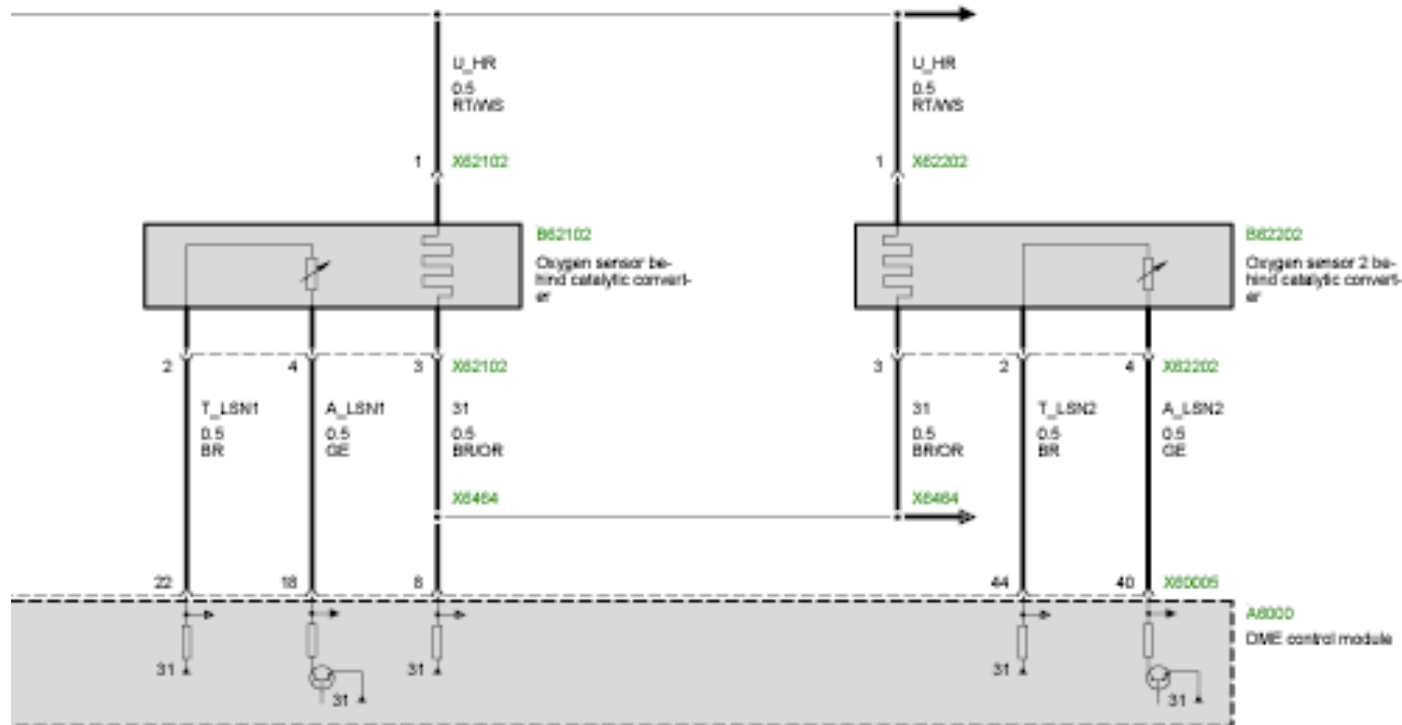 U_HR
0.5
RT/WS
U_HR
0.5
RT/WS
1 X62102
1 X62202
B62102
Oxygen sensor be-
hind catalytic convert-
er
B62202
Oxygen sensor 2 be-
hind catalytic convert-
er
2 4 3 X62102
3 2 4 X62202
T_LSN1
0.5
BR
A_LSN1
0.5
GE
31
0.5
BR/OR
31
0.5
BR/OR
T_LSN2
0.5
BR
A_LSN2
0.5
GE
X6464
X6464
22 18 8 44 40 X60005
A6000
DME control module
31 31 31 31 31